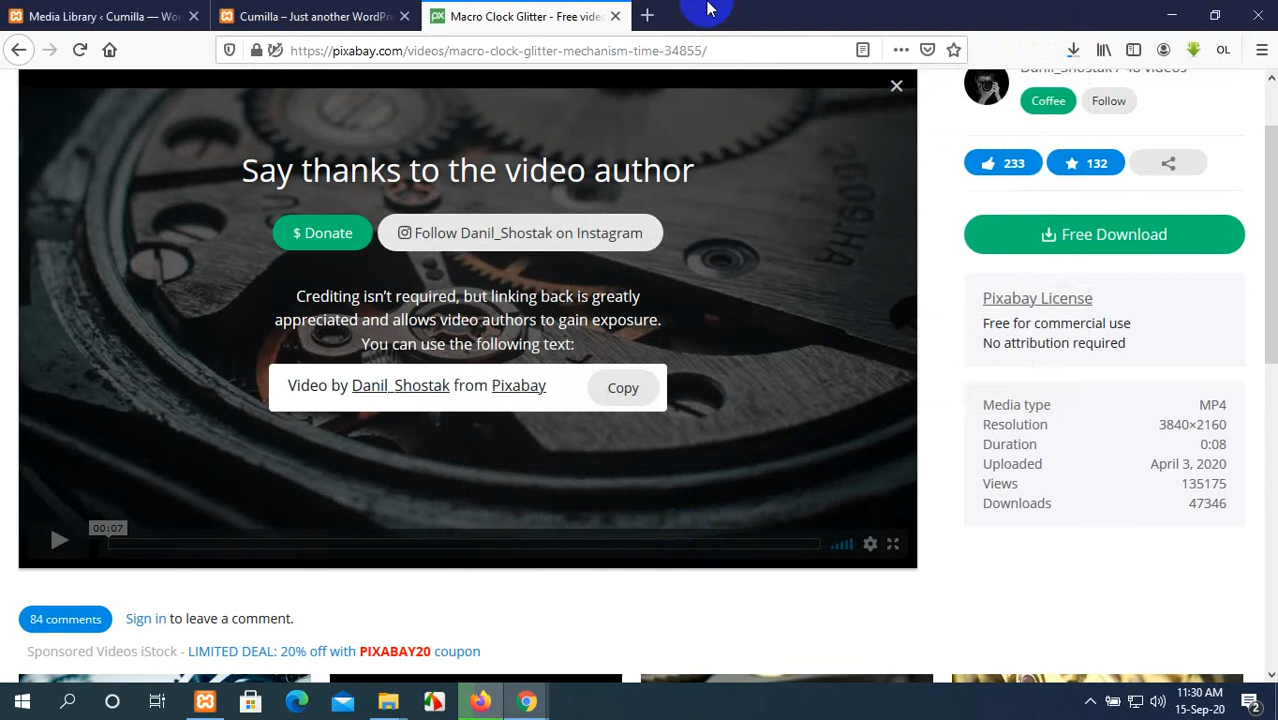 Media Library ‹ Cumilla — Wo
Cumilla – Just another WordPre
Macro Clock Glitter - Free vide
https://pixabay.com/videos/macro-clock-glitter-mechanism-time-34855/
OL
Danil_Shostak / 48 videos
Coffee
Follow
233
132
Say thanks to the video author
$ Donate
Follow Danil_Shostak on Instagram
Crediting isn't required, but linking back is greatly
appreciated and allows video authors to gain exposure.
You can use the following text:
Video by Danil_Shostak from Pixabay
Copy
00:07
Free Download
Pixabay License
Free for commercial use
No attribution required
Media type MP4
Resolution 3840×2160
Duration 0:08
Uploaded April 3, 2020
Views 135175
Downloads 47346
84 comments
Sign in to leave a comment.
Sponsored Videos iStock - LIMITED DEAL: 20% off with PIXABAY20 coupon
11:30 AM
15-Sep-20
2